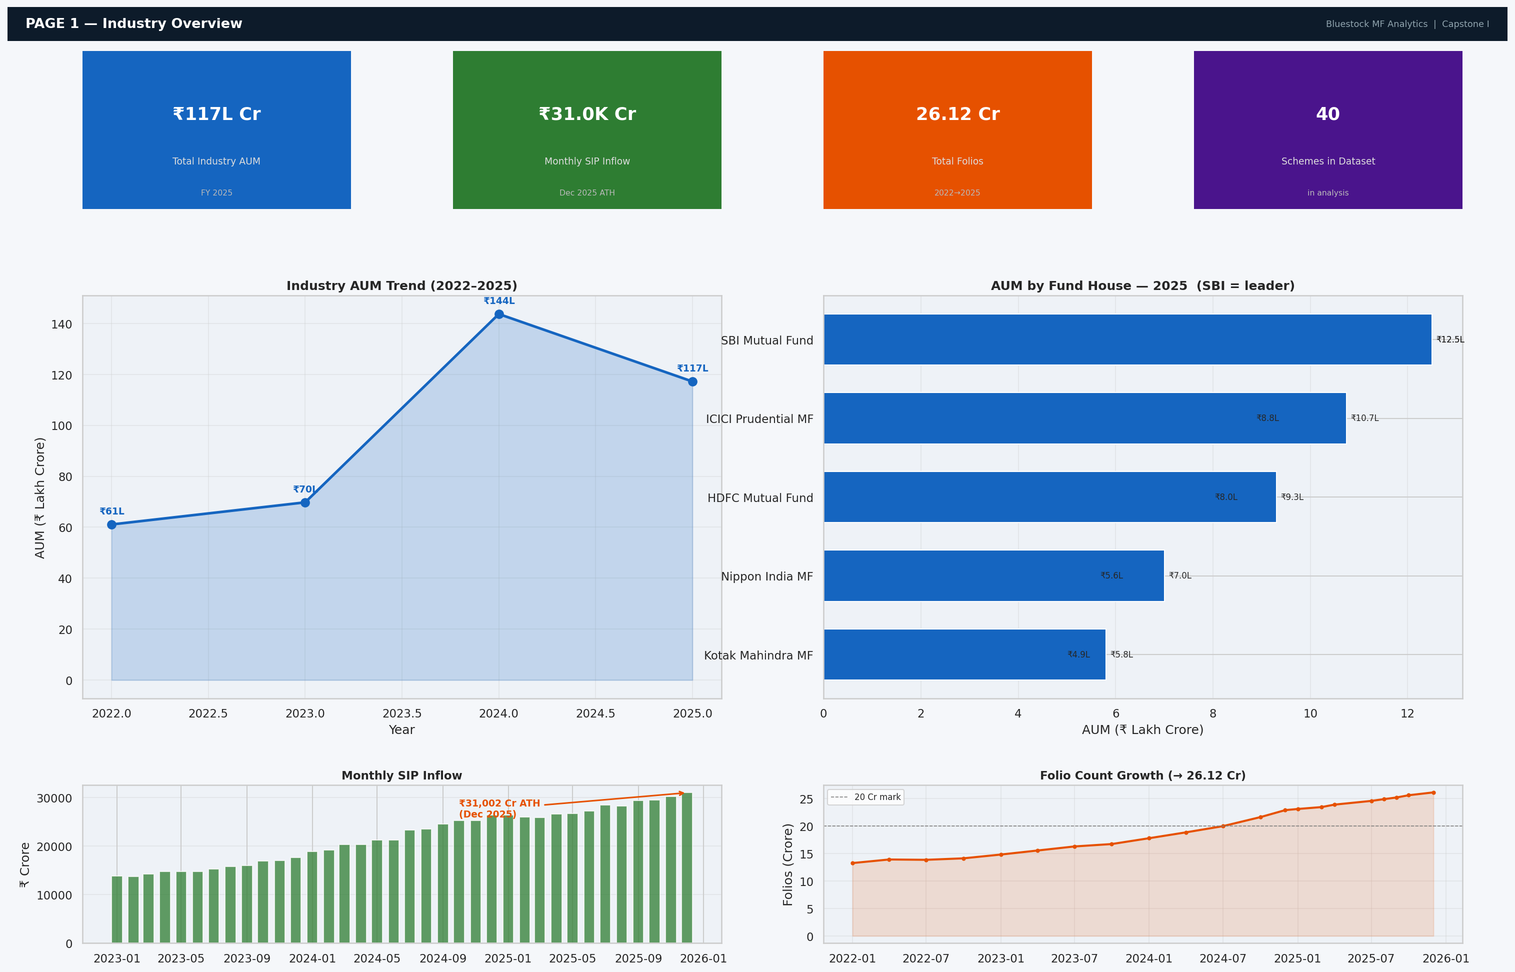 PAGE 1 — Industry Overview
Bluestock MF Analytics | Capstone I
₹117L Cr
Total Industry AUM
FY 2025
₹31.0K Cr
Monthly SIP Inflow
Dec 2025 ATH
26.12 Cr
Total Folios
2022→2025
40
Schemes in Dataset
in analysis
Industry AUM Trend (2022–2025)
AUM (₹ Lakh Crore)
140
120
100
80
60
40
20
0
₹61L
₹70L
₹144L
₹117L
2022.0 2022.5 2023.0 2023.5 2024.0 2024.5 2025.0
Year
AUM by Fund House — 2025 (SBI = leader)
SBI Mutual Fund ₹12.5L
ICICI Prudential MF ₹8.8L ₹10.7L
HDFC Mutual Fund ₹8.0L ₹9.3L
Nippon India MF ₹5.6L ₹7.0L
Kotak Mahindra MF ₹4.9L ₹5.8L
0 2 4 6 8 10 12
AUM (₹ Lakh Crore)
Monthly SIP Inflow
₹ Crore
30000
20000
10000
0
₹31,002 Cr ATH
(Dec 2025)
2023-01 2023-05 2023-09 2024-01 2024-05 2024-09 2025-01 2025-05 2025-09 2026-01
Folio Count Growth (→ 26.12 Cr)
Folios (Crore)
25
20
15
10
5
0
20 Cr mark
2022-01 2022-07 2023-01 2023-07 2024-01 2024-07 2025-01 2025-07 2026-01